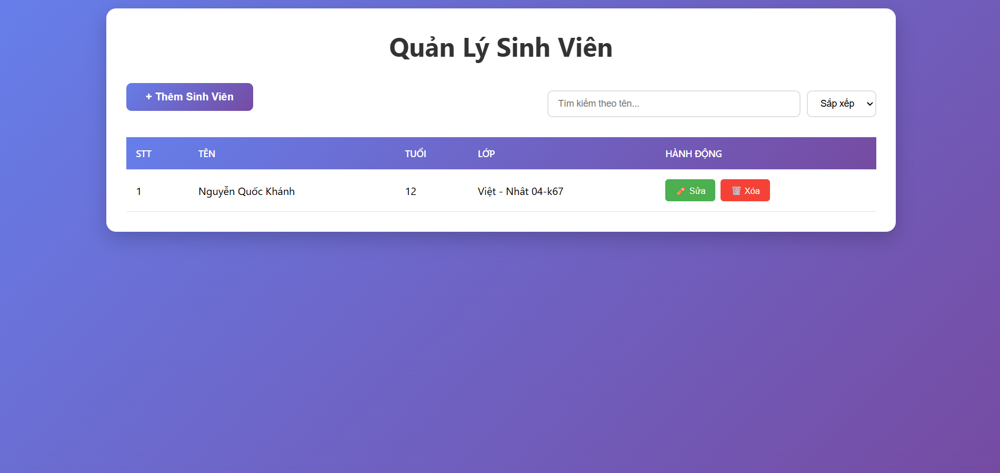 Quản Lý Sinh Viên
+ Thêm Sinh Viên
Tìm kiếm theo tên...
Sắp xếp
STT TÊN TUỔI LỚP HÀNH ĐỘNG
1 Nguyễn Quốc Khánh 12 Việt - Nhât 04-k67 Sửa Xóa